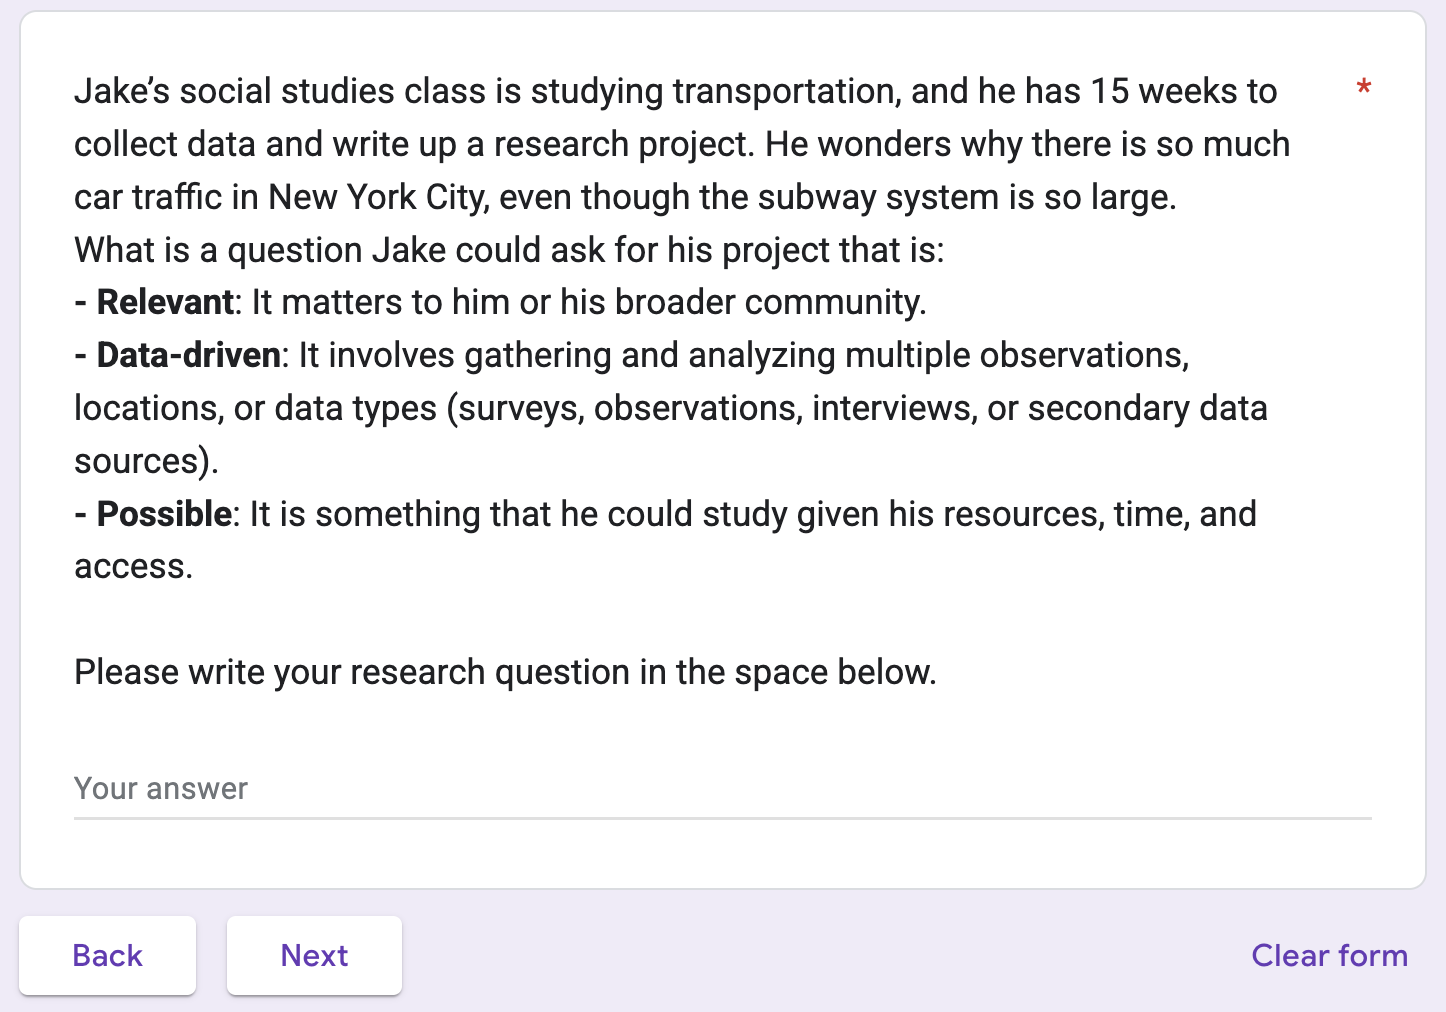 Jake’s social studies class is studying transportation, and he has 15 weeks to *
collect data and write up a research project. He wonders why there is so much
car traffic in New York City, even though the subway system is so large.
What is a question Jake could ask for his project that is:
- Relevant: It matters to him or his broader community.
- Data-driven: It involves gathering and analyzing multiple observations,
locations, or data types (surveys, observations, interviews, or secondary data
sources).
- Possible: It is something that he could study given his resources, time, and
access.
Please write your research question in the space below.
Your answer
Back Next Clear form